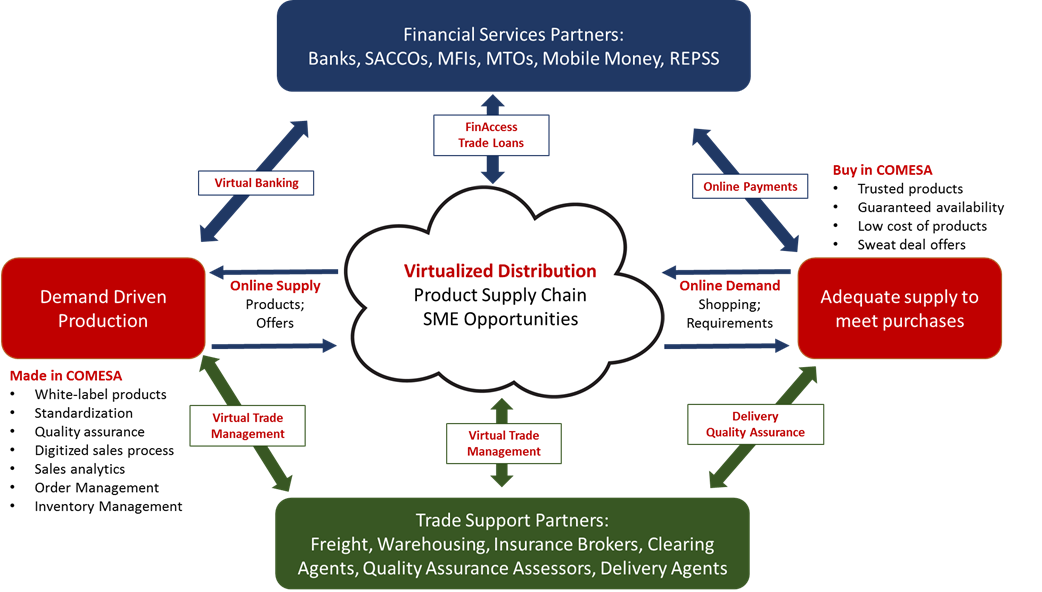 Financial Services Partners:
Banks, SACCOs, MFIs, MTOs, Mobile Money, REPSS
FinAccess
Trade Loans
Virtual Banking
Online Payments
Buy in COMESA
• Trusted products
• Guaranteed availability
• Low cost of products
• Sweat deal offers
Demand Driven
Production
Online Supply
Products;
Offers
Virtualized Distribution
Product Supply Chain
SME Opportunities
Online Demand
Shopping;
Requirements
Adequate supply to
meet purchases
Made in COMESA
• White-label products
• Standardization
• Quality assurance
• Digitized sales process
• Sales analytics
• Order Management
• Inventory Management
Virtual Trade
Management
Virtual Trade
Management
Delivery
Quality Assurance
Trade Support Partners:
Freight, Warehousing, Insurance Brokers, Clearing
Agents, Quality Assurance Assessors, Delivery Agents